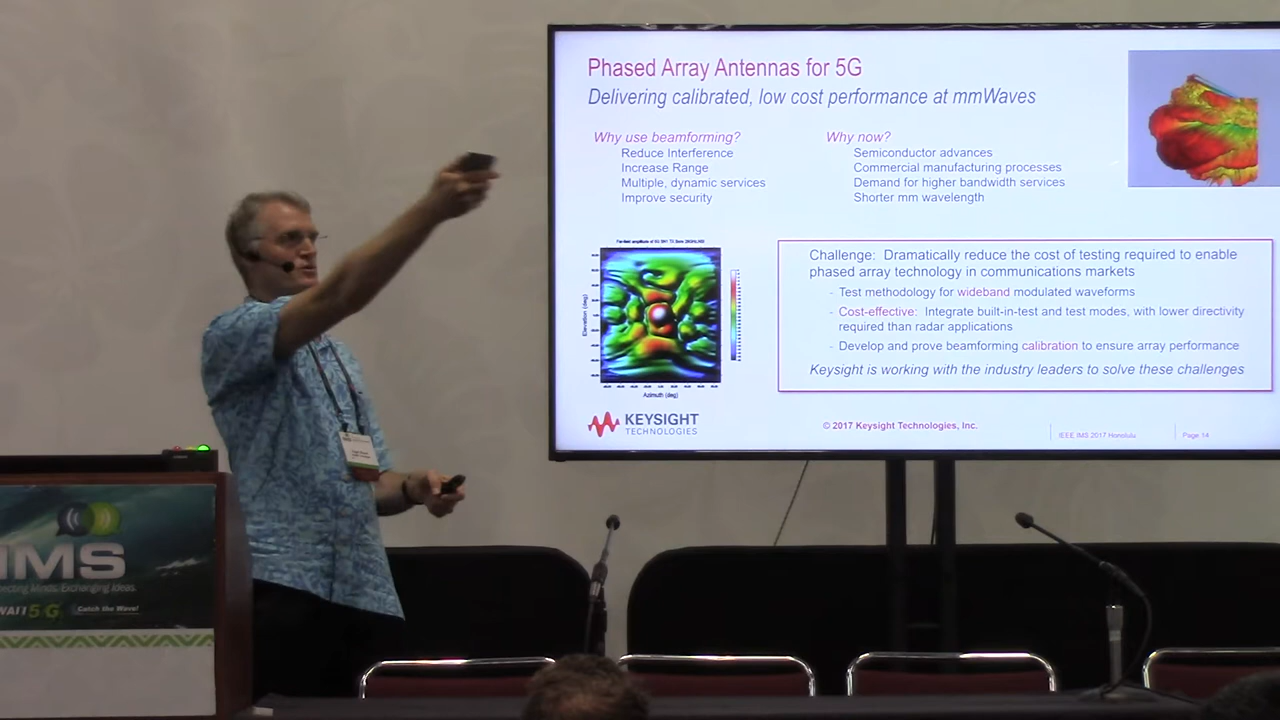 Phased Array Antennas for 5G
Delivering calibrated, low cost performance at mmWaves
Why use beamforming?
Reduce Interference
Increase Range
Multiple, dynamic services
Improve security
Why now?
Semiconductor advances
Commercial manufacturing processes
Demand for higher bandwidth services
Shorter mm wavelength
Elevation (deg)
Azimuth (deg)
Challenge: Dramatically reduce the cost of testing required to enable
phased array technology in communications markets
- Test methodology for wideband modulated waveforms
- Cost-effective: Integrate built-in-test and test modes, with lower directivity
required than radar applications
- Develop and prove beamforming calibration to ensure array performance
Keysight is working with the industry leaders to solve these challenges
KEYSIGHT
TECHNOLOGIES
© 2017 Keysight Technologies, Inc.
IEEE IMS 2017 Honolulu
Page 14
IMS
ecting Minds. Exchanging Ideas.
WAI'I 5G Catch the Wave!